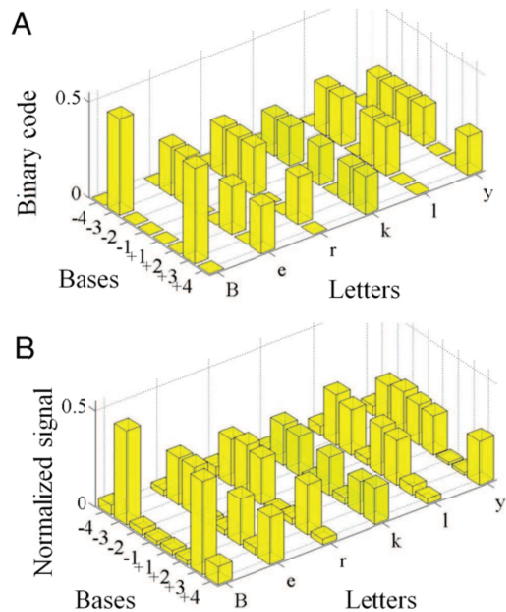 A
Binary code
0.5
0
-4
-3
-2
-1
+1
+2
+3
+4
Bases
B
e
r
k
l
y
Letters
B
Normalized signal
0.5
0
-4
-3
-2
-1
+1
+2
+3
+4
Bases
B
e
r
k
l
y
Letters